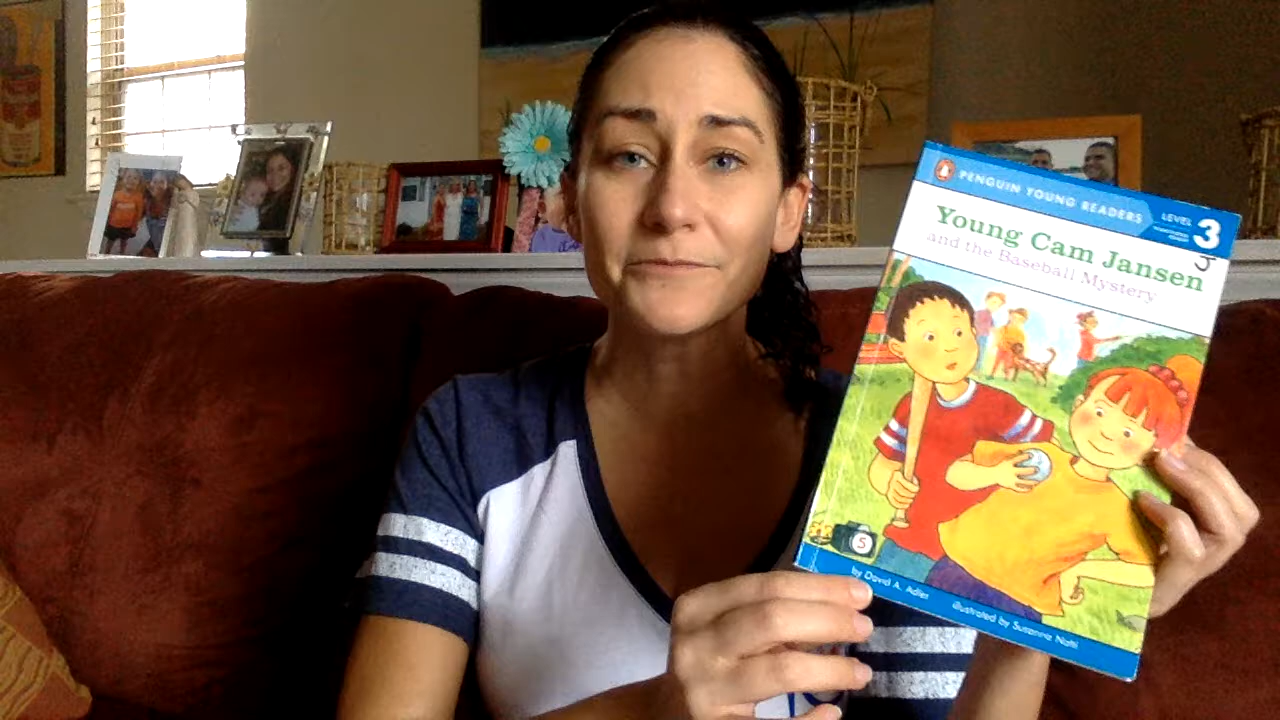 PENGUIN YOUNG READERS
LEVEL
3
J
Young Cam Jansen
and the Baseball Mystery
5
by David A. Adler
illustrated by Susanna Natti